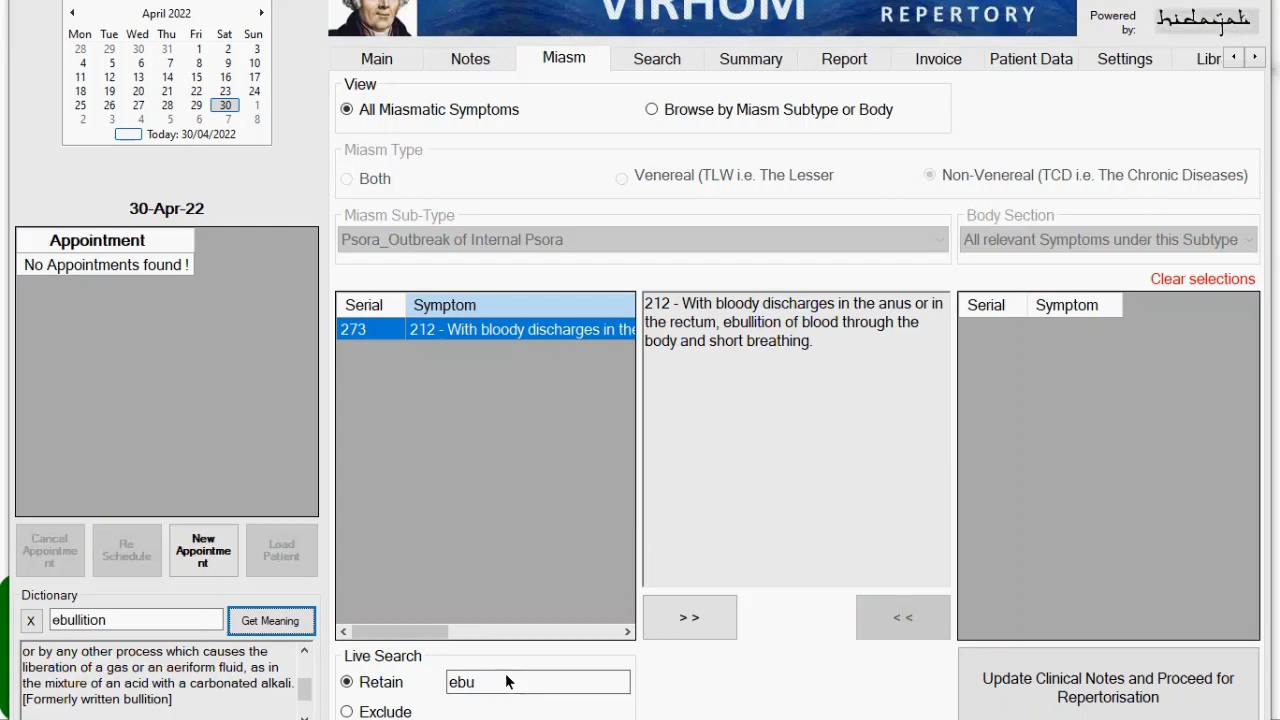 April 2022
Mon Tue Wed Thu Fri Sat Sun
28 29 30 31 1 2 3
4 5 6 7 8 9 10
11 12 13 14 15 16 17
18 19 20 21 22 23 24
25 26 27 28 29 30 1
2 3 4 5 6 7 8
Today: 30/04/2022
30-Apr-22
Appointment
No Appointments found !
Cancel
Appointme
nt
Re
Schedule
New
Appointme
nt
Load
Patient
Dictionary
X
ebullition
Get Meaning
or by any other process which causes the
liberation of a gas or an aeriform fluid, as in
the mixture of an acid with a carbonated alkali.
[Formerly written bullition]
VIRHOM
REPERTORY
Powered
by:
hidayah
Main Notes Miasm Search Summary Report Invoice Patient Data Settings Libr
View
All Miasmatic Symptoms
Browse by Miasm Subtype or Body
Miasm Type
Both
Venereal (TLW i.e. The Lesser
Non-Venereal (TCD i.e. The Chronic Diseases)
Miasm Sub-Type
Psora_Outbreak of Internal Psora
Body Section
All relevant Symptoms under this Subtype
Clear selections
Serial Symptom
273 212 - With bloody discharges in the
212 - With bloody discharges in the anus or in
the rectum, ebullition of blood through the
body and short breathing.
Serial Symptom
> >
< <
Live Search
Retain
ebu
Exclude
Update Clinical Notes and Proceed for
Repertorisation